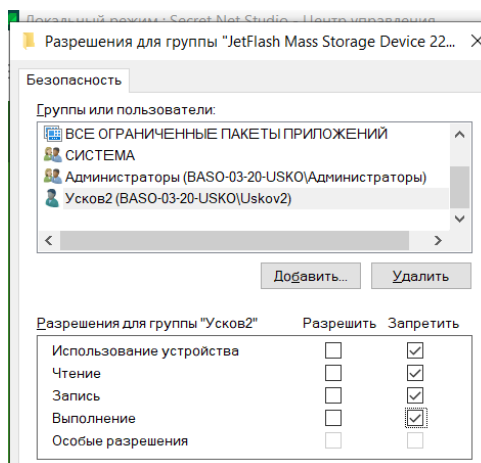 Локальный режим : Secret Net Studio - Центр управления
Разрешения для группы "JetFlash Mass Storage Device 22...
Безопасность
Группы или пользователи:
ВСЕ ОГРАНИЧЕННЫЕ ПАКЕТЫ ПРИЛОЖЕНИЙ
СИСТЕМА
Администраторы (BASO-03-20-USKO\Администраторы)
Усков2 (BASO-03-20-USKO\Uskov2)
Добавить... Удалить
Разрешения для группы "Усков2" Разрешить Запретить
Использование устройства
Чтение
Запись
Выполнение
Особые разрешения